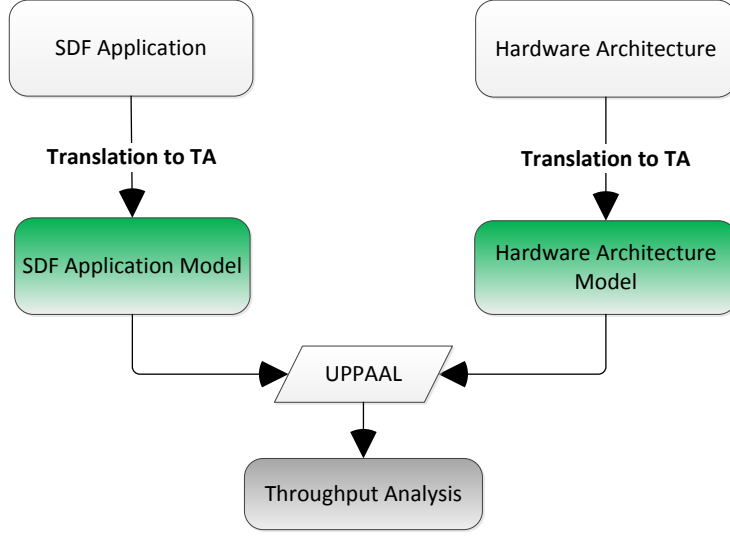 SDF Application
Hardware Architecture
Translation to TA
Translation to TA
SDF Application Model
Hardware Architecture
Model
UPPAAL
Throughput Analysis